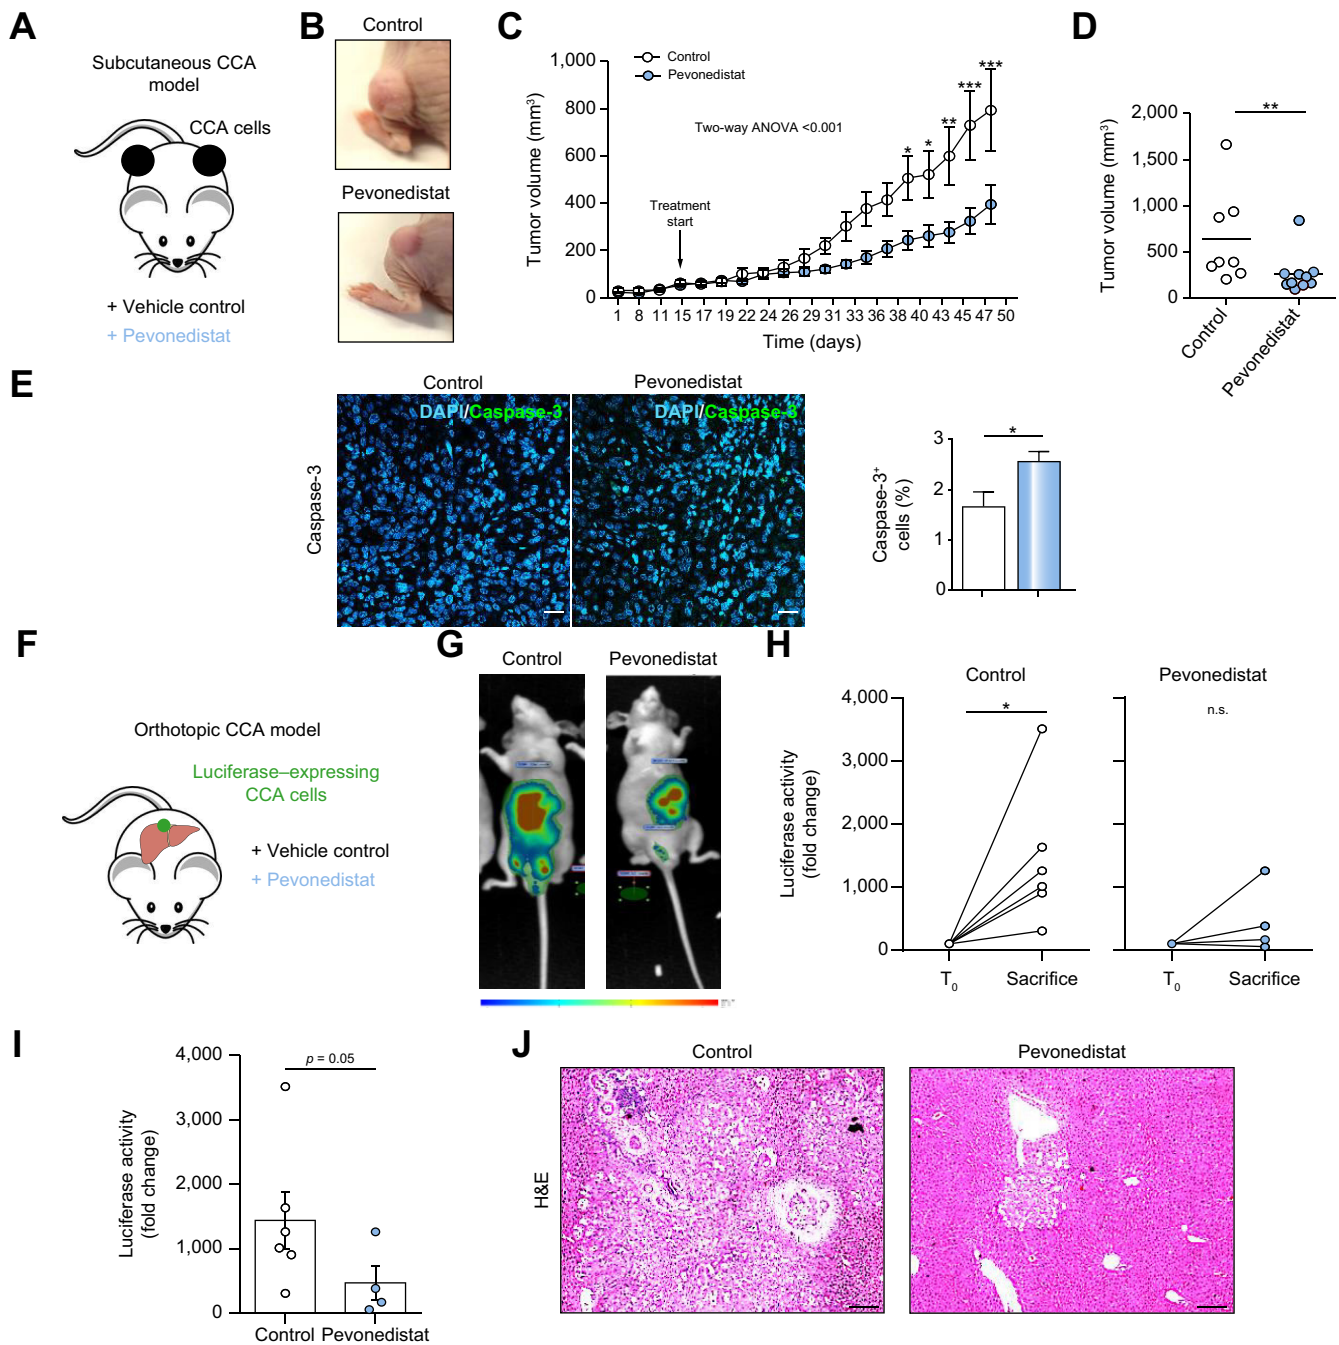 A
Subcutaneous CCA
model
CCA cells
+ Vehicle control
+ Pevonedistat
B
Control
Pevonedistat
C
Tumor volume (mm³)
1,000
800
600
400
200
0
Control
Pevonedistat
Two-way ANOVA <0.001
Treatment
start
*
*
**
***
***
1 8 11 15 17 19 22 24 26 29 31 33 36 38 40 43 45 47 50
Time (days)
D
Tumor volume (mm³)
2,000
1,500
1,000
500
0
**
Control
Pevonedistat
E
Control
Pevonedistat
Caspase-3
DAPI/Caspase-3
DAPI/Caspase-3
Caspase-3⁺
cells (%)
3
2
1
0
*
F
Orthotopic CCA model
Luciferase–expressing
CCA cells
+ Vehicle control
+ Pevonedistat
G
Control
Pevonedistat
H
Control
Pevonedistat
Luciferase activity
(fold change)
4,000
3,000
2,000
1,000
0
*
n.s.
T₀ Sacrifice
T₀ Sacrifice
I
Luciferase activity
(fold change)
4,000
3,000
2,000
1,000
0
p = 0.05
Control Pevonedistat
J
Control
Pevonedistat
H&E